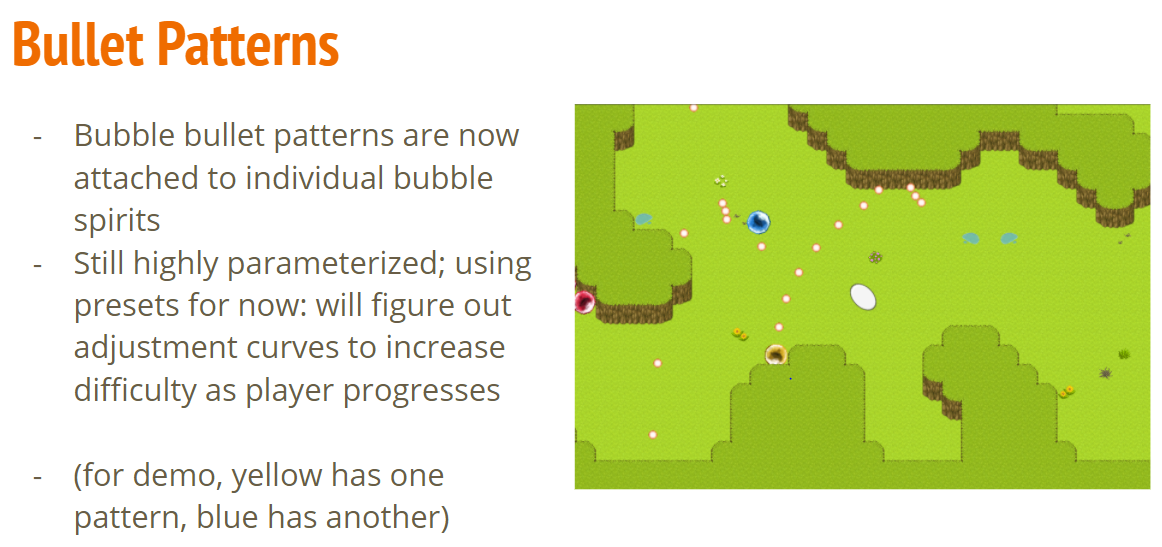 Bullet Patterns
- Bubble bullet patterns are now
attached to individual bubble
spirits
- Still highly parameterized; using
presets for now: will figure out
adjustment curves to increase
difficulty as player progresses
- (for demo, yellow has one
pattern, blue has another)